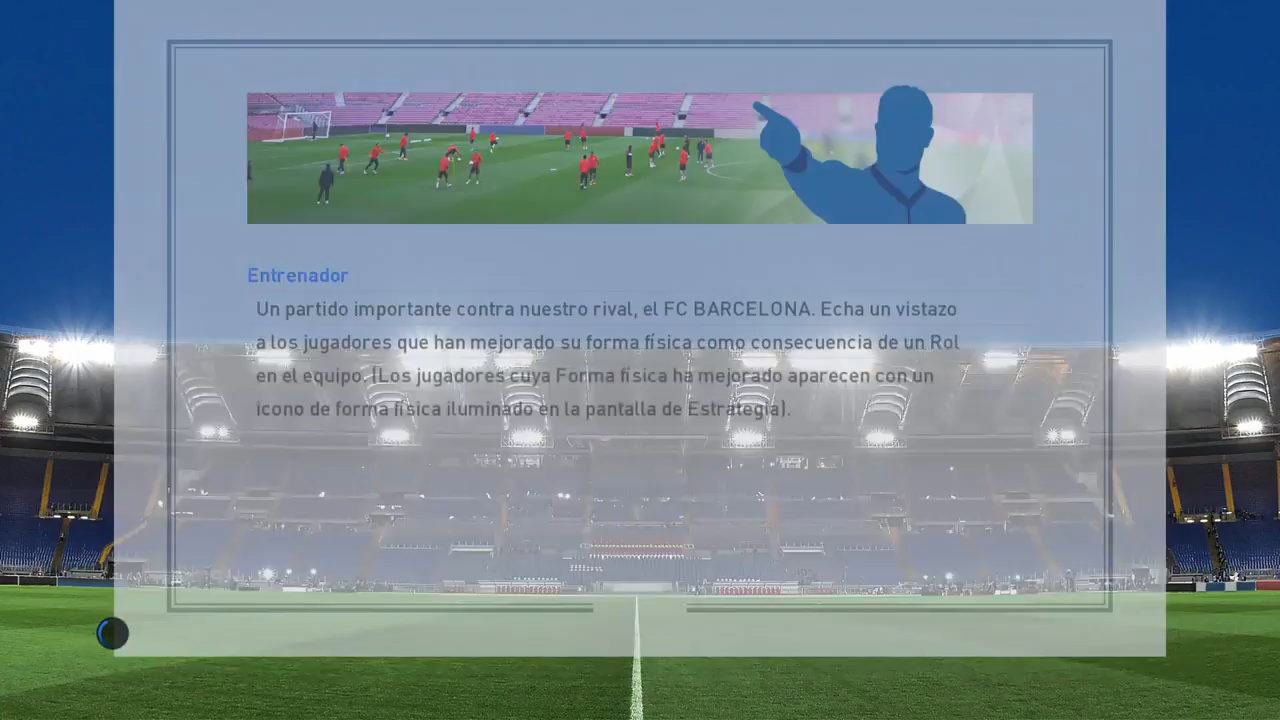 Entrenador
Un partido importante contra nuestro rival, el FC BARCELONA. Echa un vistazo
a los jugadores que han mejorado su forma física como consecuencia de un Rol
en el equipo. (Los jugadores cuya Forma física ha mejorado aparecen con un
icono de forma física iluminado en la pantalla de Estrategia).